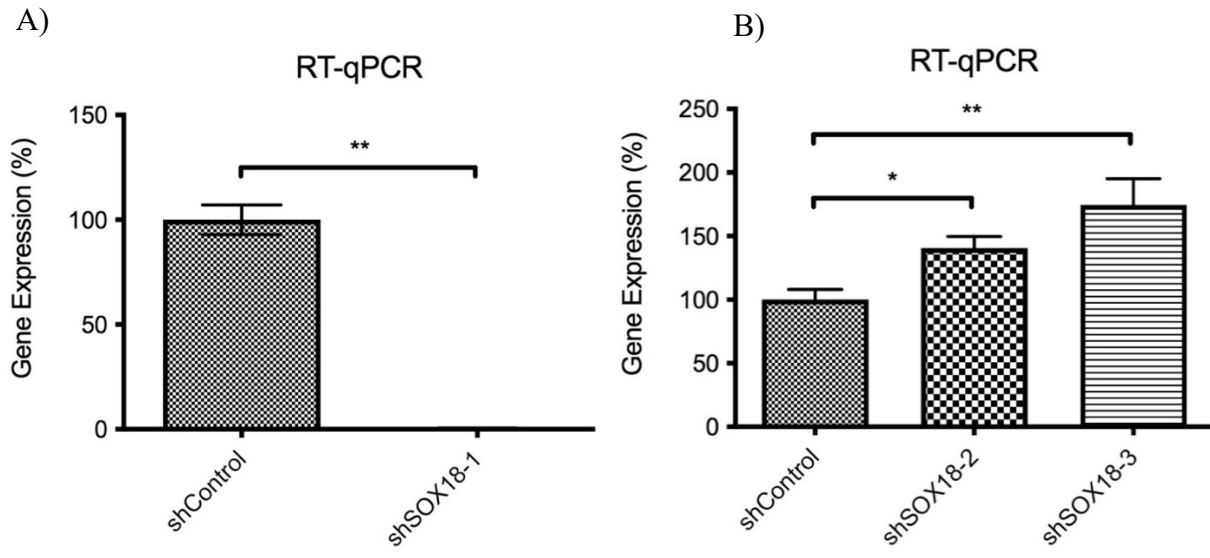 A)
RT-qPCR
Gene Expression (%)
150
100
50
0
**
shControl
shSOX18-1
B)
RT-qPCR
Gene Expression (%)
250
200
150
100
50
0
**
*
shControl
shSOX18-2
shSOX18-3